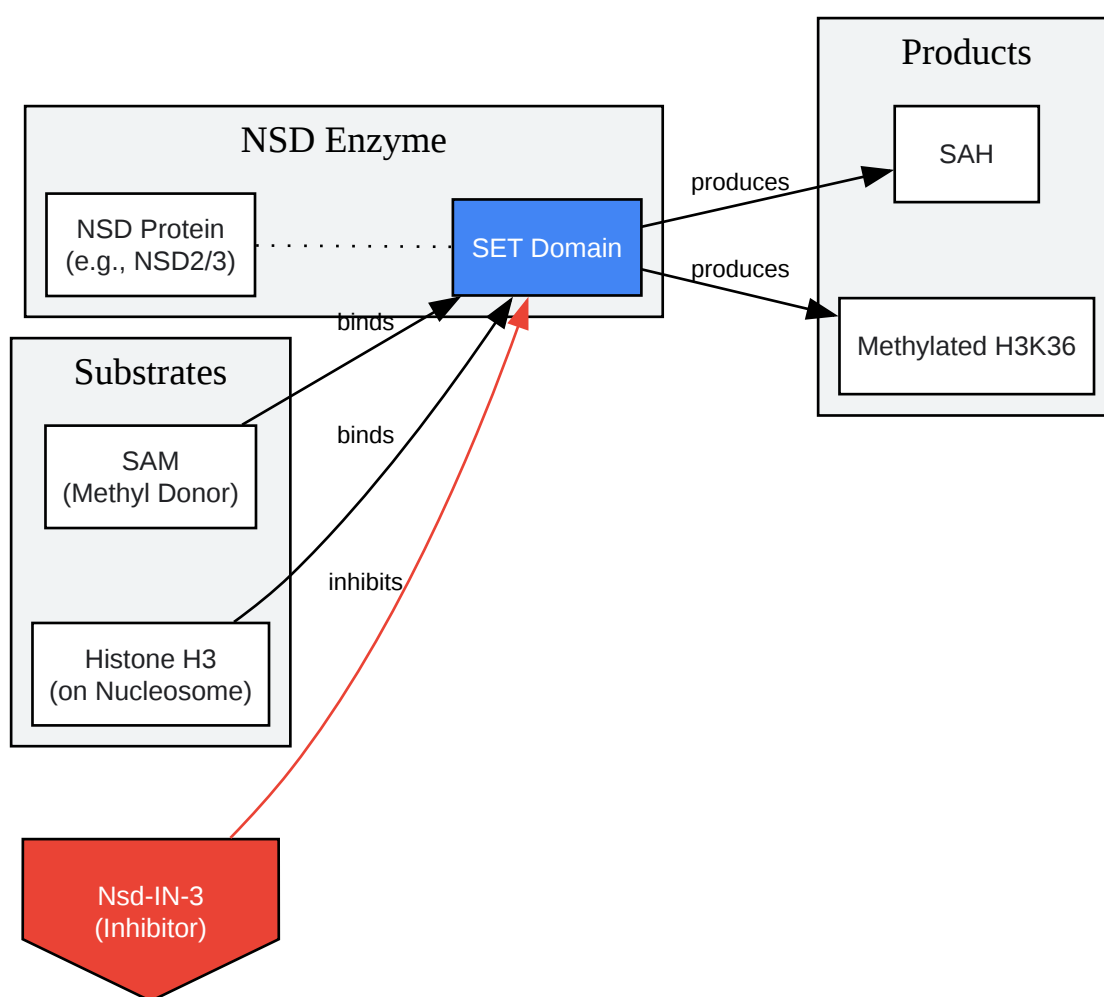 Products
SAH
Methylated H3K36
NSD Enzyme
NSD Protein
(e.g., NSD2/3)
SET Domain
produces
produces
binds
Substrates
SAM
(Methyl Donor)
binds
Histone H3
(on Nucleosome)
inhibits
Nsd-IN-3
(Inhibitor)